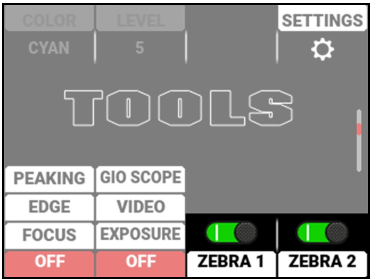 COLOR LEVEL SETTINGS
CYAN 5
TOOLS
PEAKING GIO SCOPE
EDGE VIDEO
FOCUS EXPOSURE
OFF OFF ZEBRA 1 ZEBRA 2